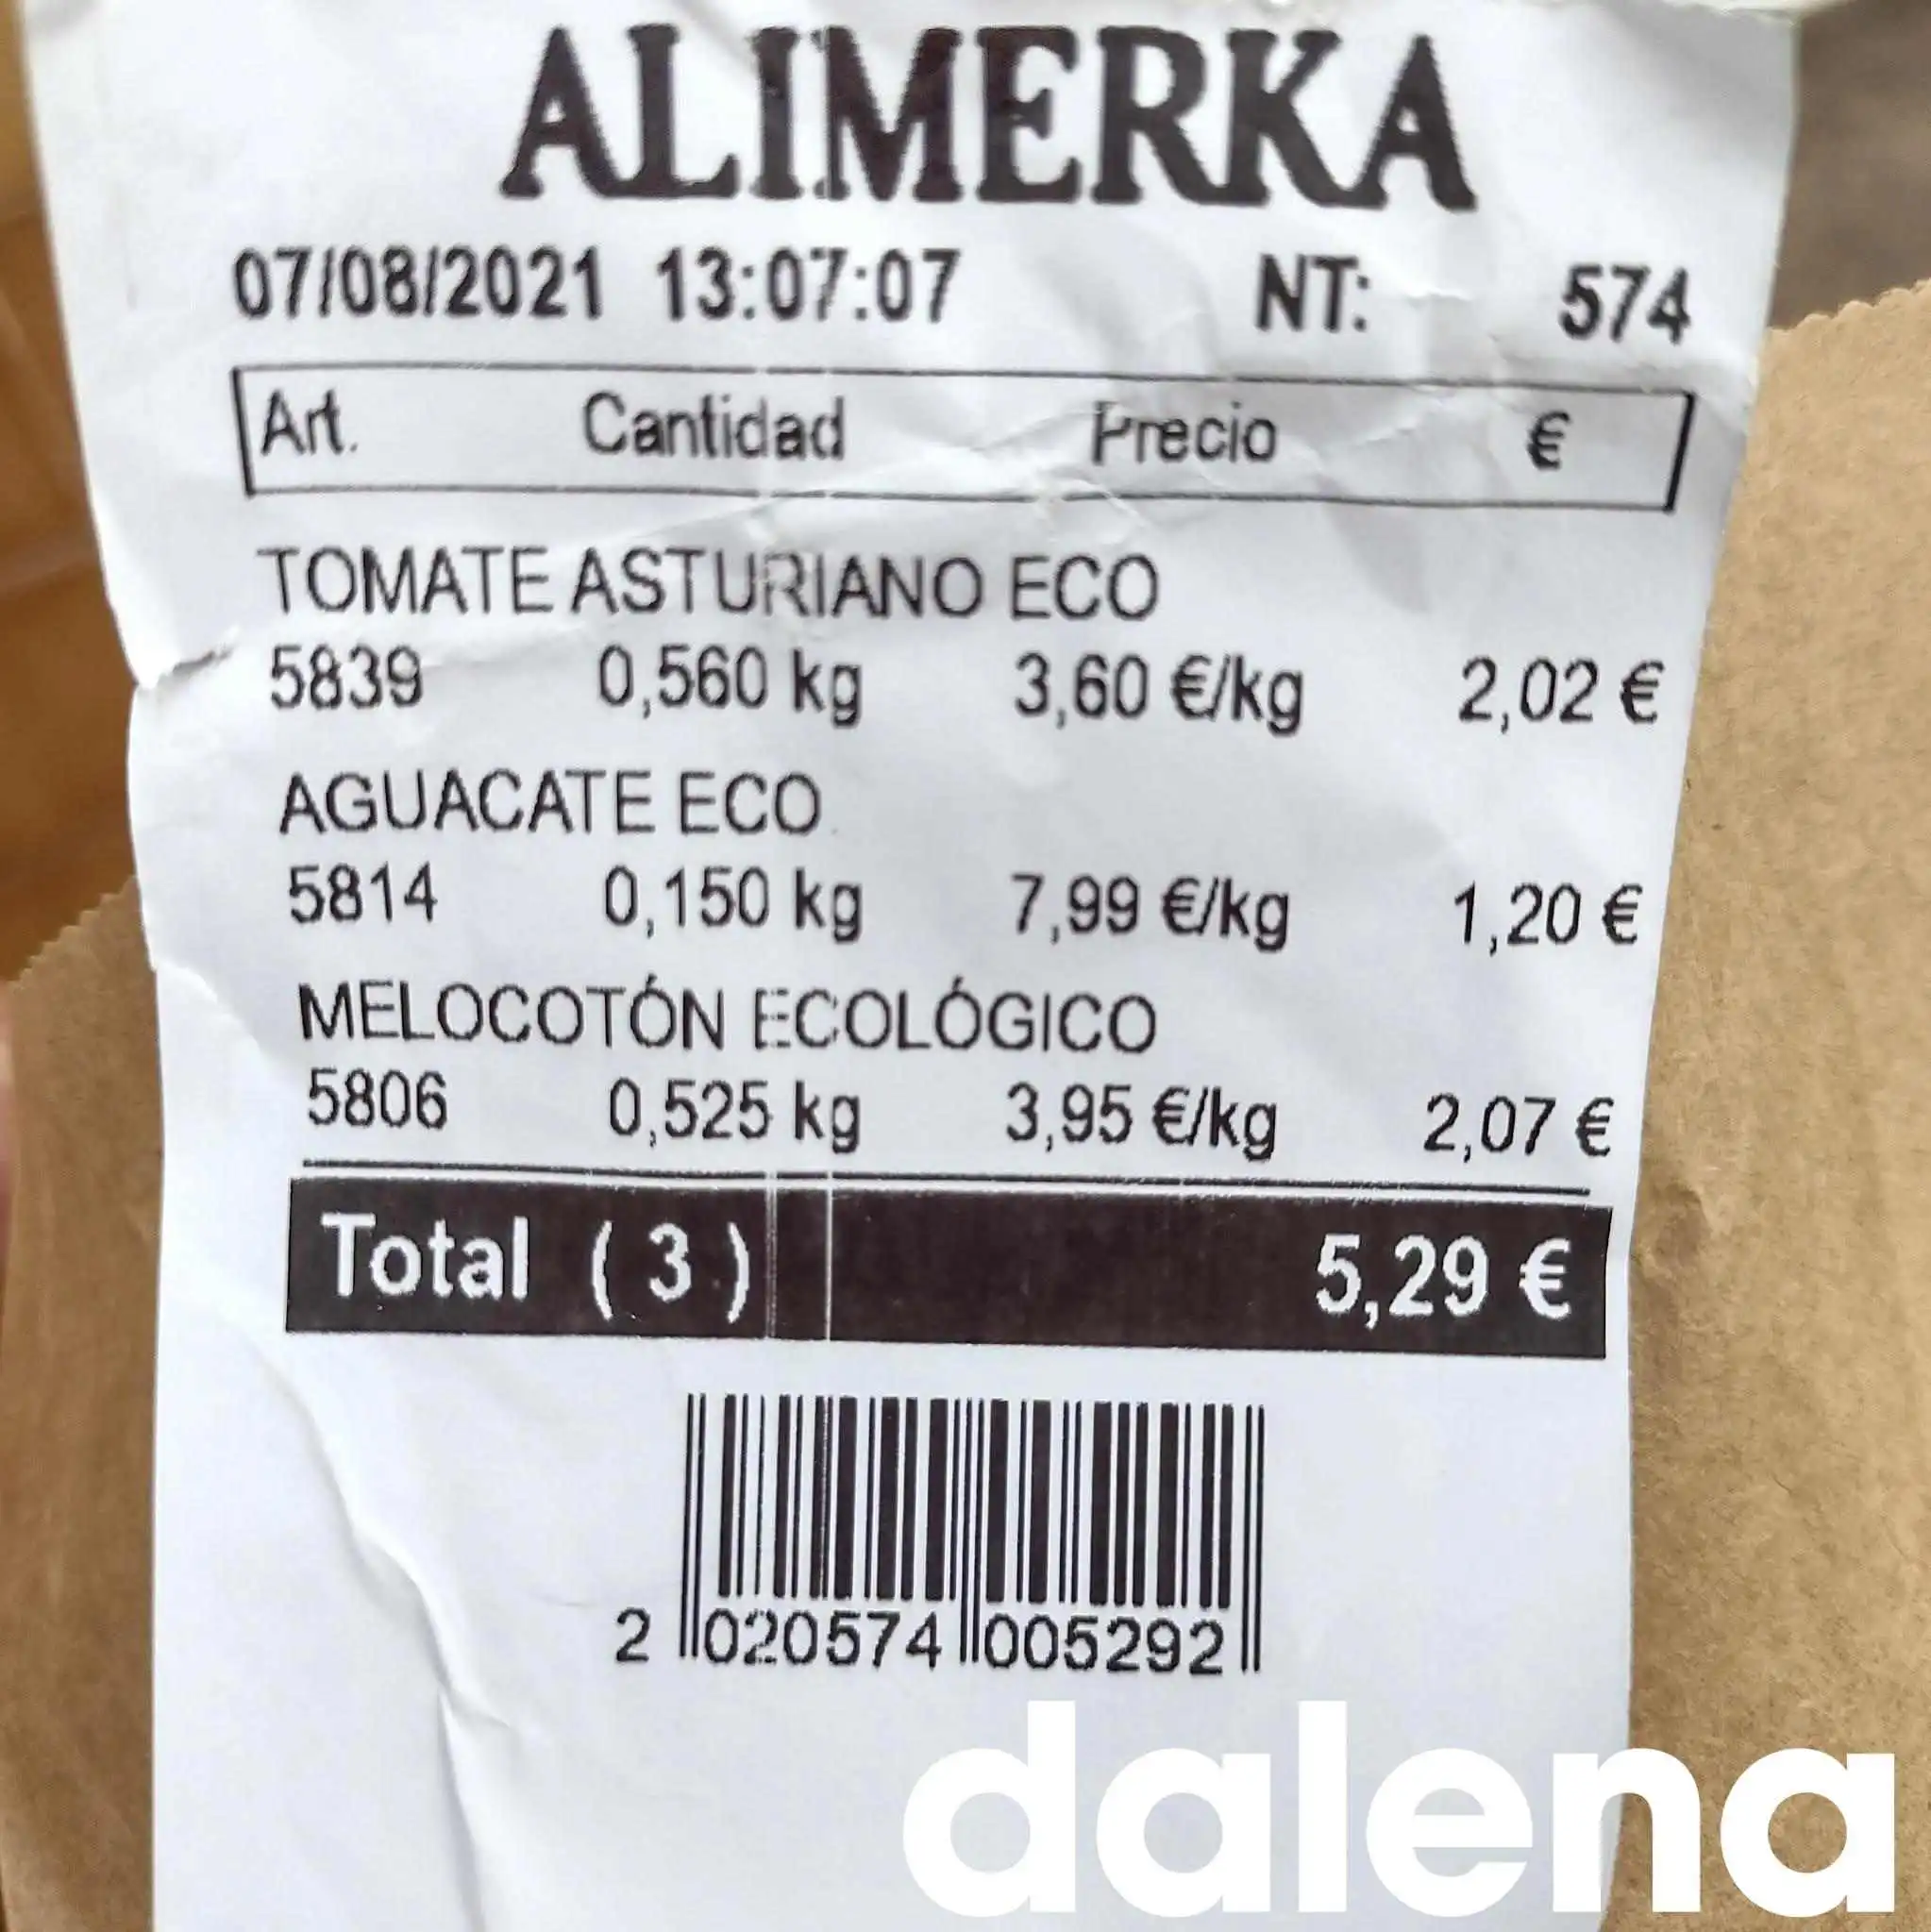 ALIMERKA
07/08/2021 13:07:07 NT: 574
Art. Cantidad Precio €
TOMATE ASTURIANO ECO
5839 0,560 kg 3,60 €/kg 2,02 €
AGUACATE ECO
5814 0,150 kg 7,99 €/kg 1,20 €
MELOCOTÓN ECOLÓGICO
5806 0,525 kg 3,95 €/kg 2,07 €
Total ( 3 ) 5,29 €
2 020574 005292
dalena